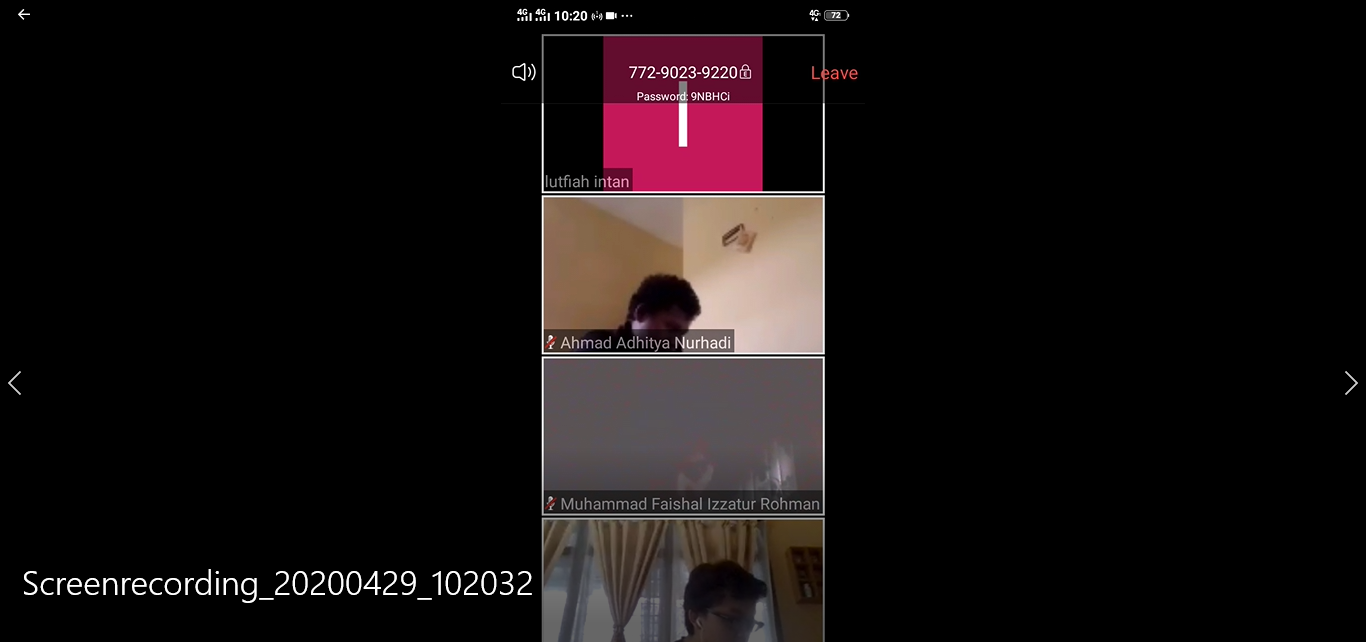 4G 4G 10:20 ... 4G 72
772-9023-9220
Leave
Password: 9NBHCi
lutfiah intan
Ahmad Adhitya Nurhadi
Muhammad Faishal Izzatur Rohman
Screenrecording_20200429_102032